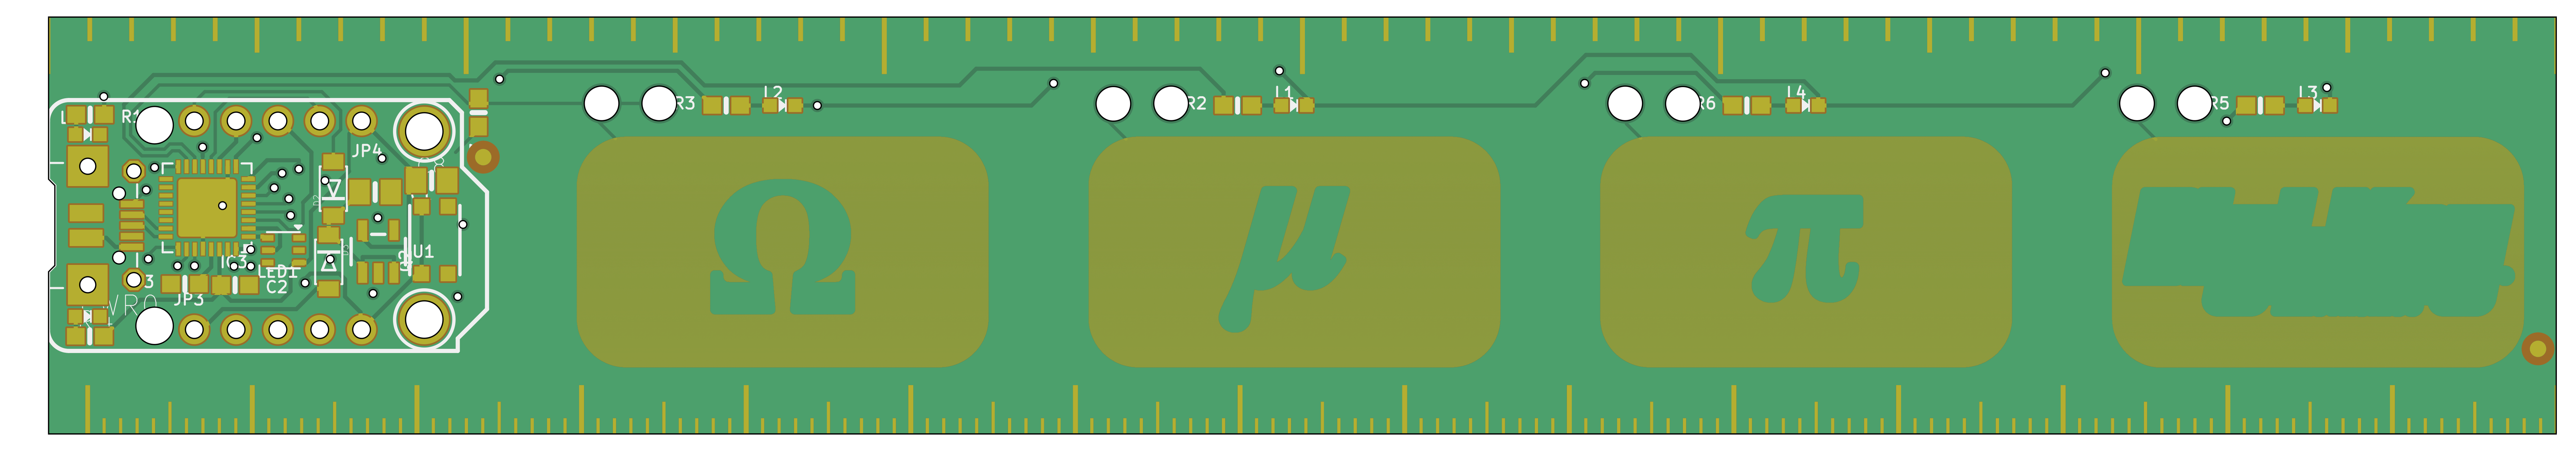 R3 L2 R2 L1 R6 L4 R5 L3
R1
JP4
U1
IC3
LED1
C2
JP3
Ω µ π